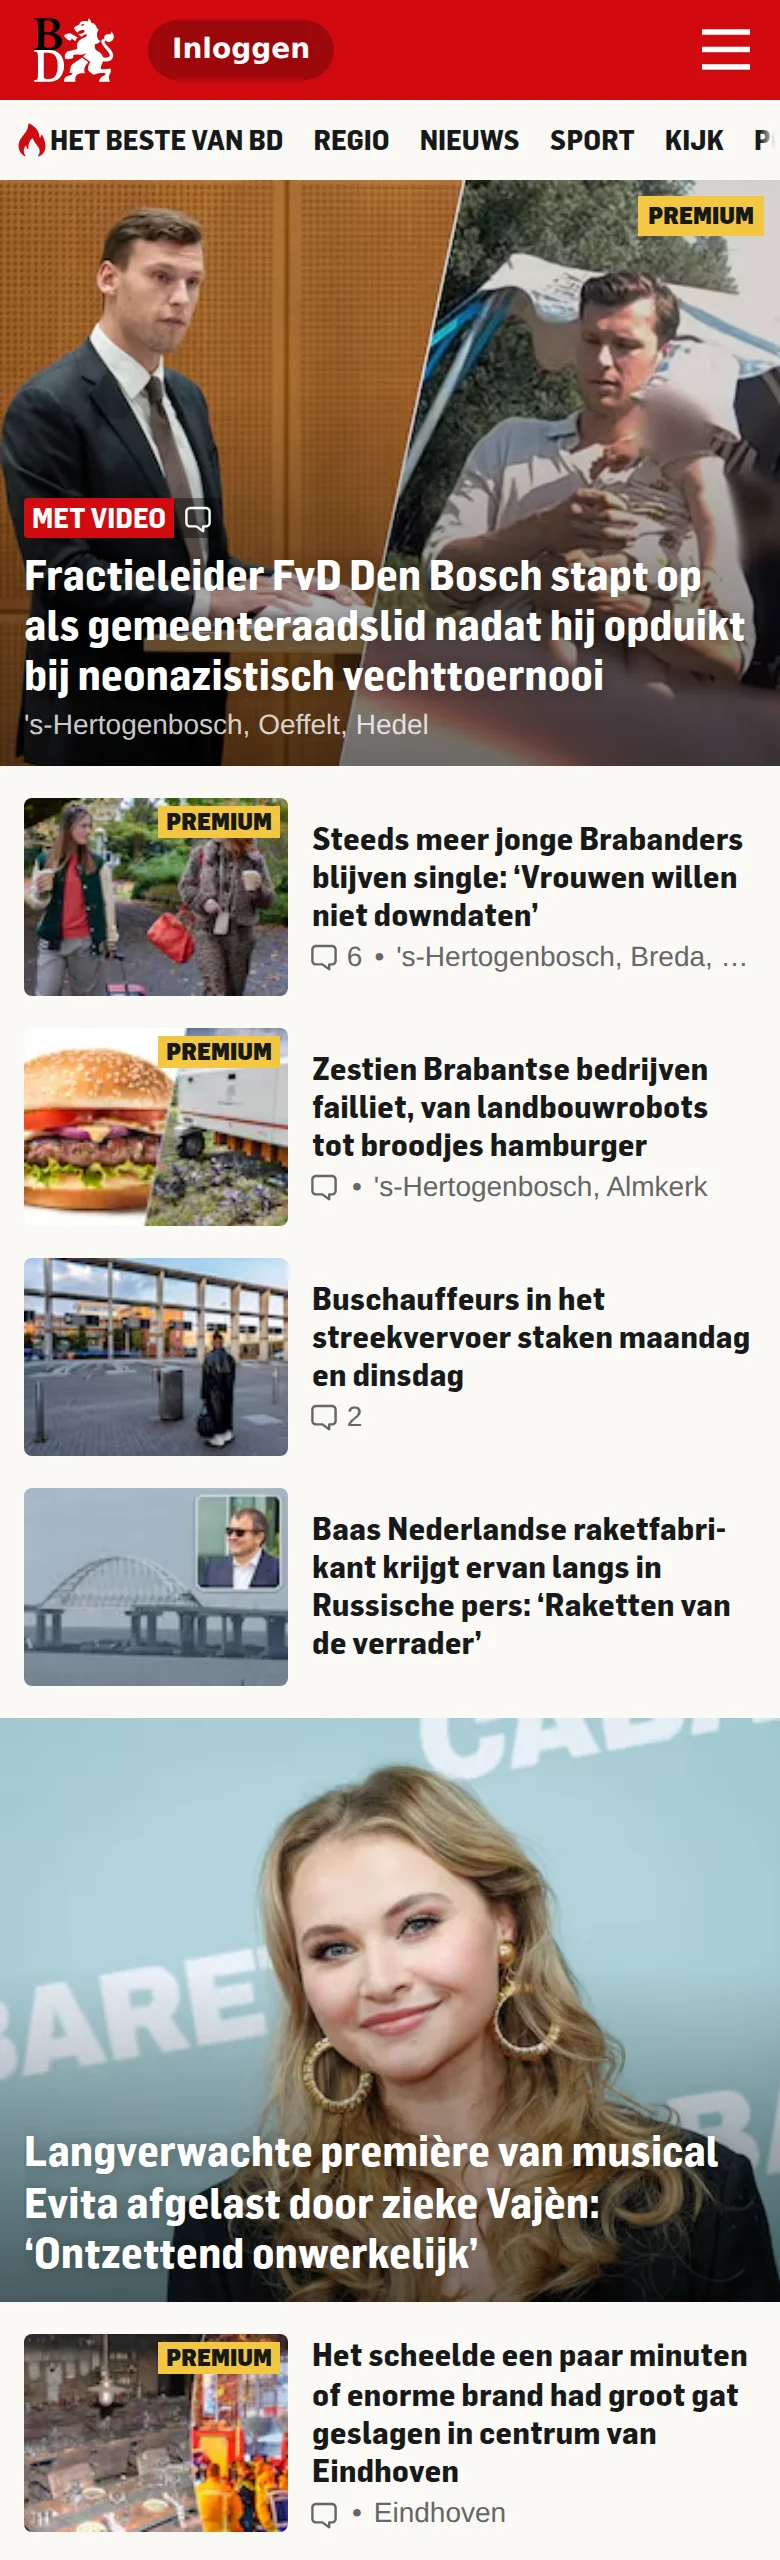 BD
Inloggen
HET BESTE VAN BD REGIO NIEUWS SPORT KIJK
PREMIUM
MET VIDEO
Fractieleider FvD Den Bosch stapt op
als gemeenteraadslid nadat hij opduikt
bij neonazistisch vechttoernooi
's-Hertogenbosch, Oeffelt, Hedel
PREMIUM
Steeds meer jonge Brabanders
blijven single: ‘Vrouwen willen
niet downdaten’
6 • 's-Hertogenbosch, Breda, ...
PREMIUM
Zestien Brabantse bedrijven
failliet, van landbouwrobots
tot broodjes hamburger
• 's-Hertogenbosch, Almkerk
Buschauffeurs in het
streekvervoer staken maandag
en dinsdag
2
Baas Nederlandse raketfabri-
kant krijgt ervan langs in
Russische pers: ‘Raketten van
de verrader’
BARE
Langverwachte première van musical
Evita afgelast door zieke Vajèn:
‘Ontzettend onwerkelijk’
PREMIUM
Het scheelde een paar minuten
of enorme brand had groot gat
geslagen in centrum van
Eindhoven
• Eindhoven